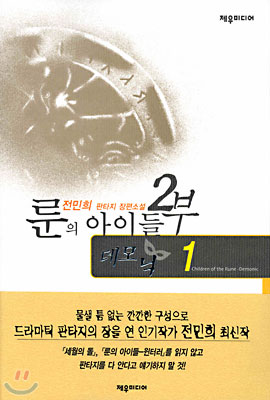 제우미디어
전민희 판타지 장편소설
룬의 아이들 2부
데모닉
1
Children of the Rune -Demonic
물샐 틈 없는 깐깐한 구성으로
드라마틱 판타지의 장을 연 인기작가 전민희 최신작
「세월의 돌」, 「룬의 아이들-윈터러」를 읽지 않고
판타지를 다 안다고 얘기하지 말 것!
제우미디어
YES24